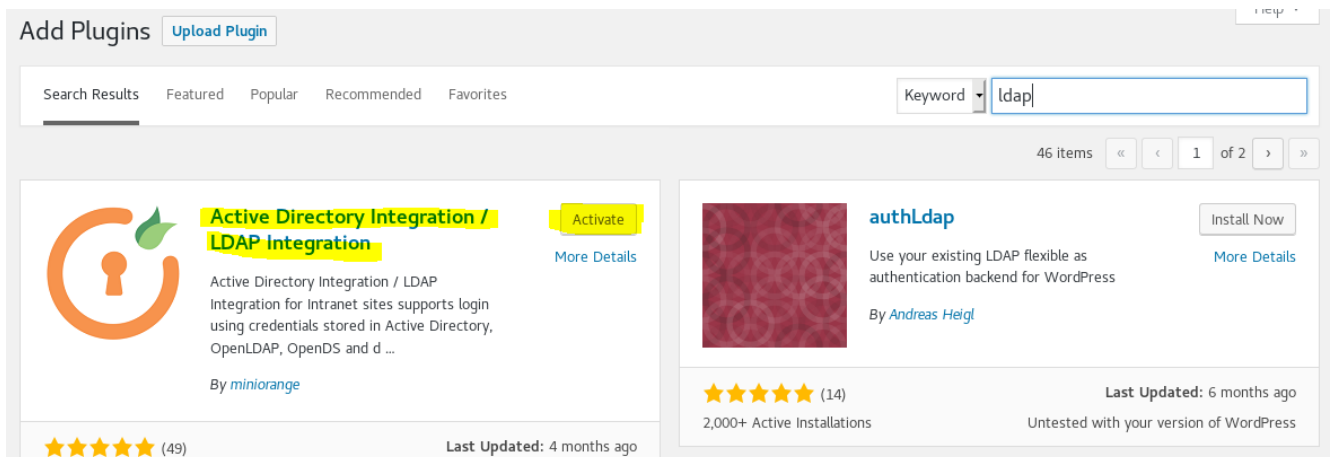 Help
Add Plugins Upload Plugin
Search Results Featured Popular Recommended Favorites Keyword ldap
46 items « ‹ 1 of 2 › »
Active Directory Integration /
LDAP Integration
Activate
More Details
Active Directory Integration / LDAP
Integration for Intranet sites supports login
using credentials stored in Active Directory,
OpenLDAP, OpenDS and d ...
By miniorange
(49) Last Updated: 4 months ago
authLdap
Install Now
More Details
Use your existing LDAP flexible as
authentication backend for WordPress
By Andreas Heigl
(14) Last Updated: 6 months ago
2,000+ Active Installations Untested with your version of WordPress